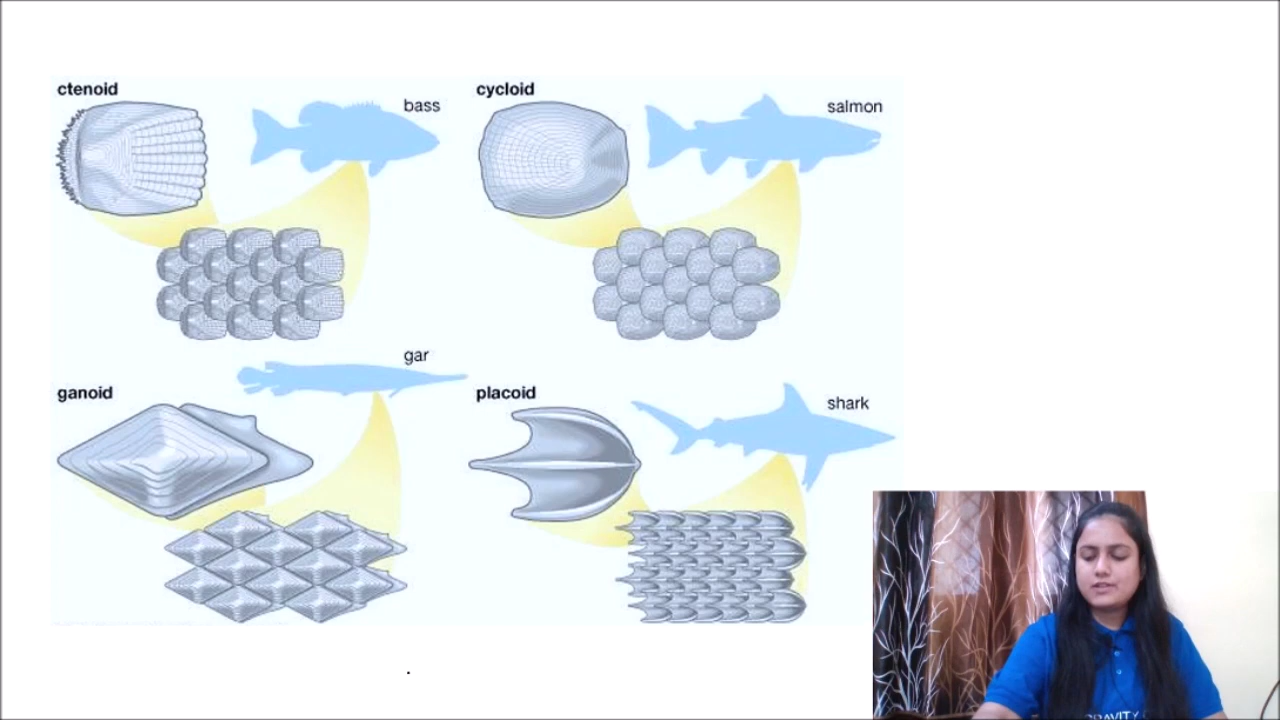 ctenoid
bass
cycloid
salmon
ganoid
gar
placoid
shark
.